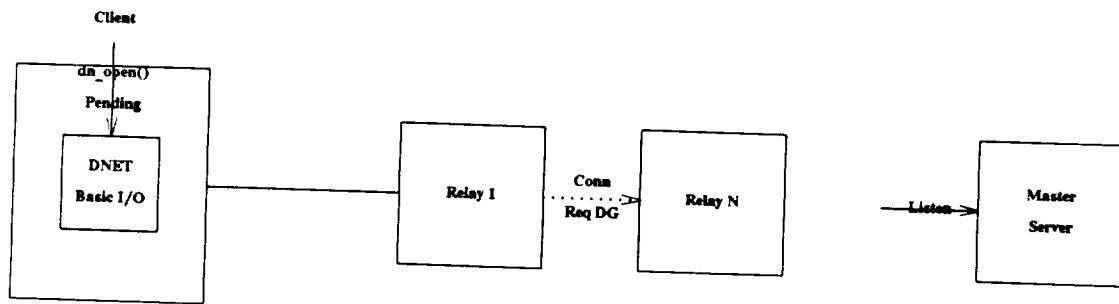 Client
dn_open()
Pending
DNET
Basic I/O
Relay 1
Conn
Req DG
Relay N
Listen
Master
Server